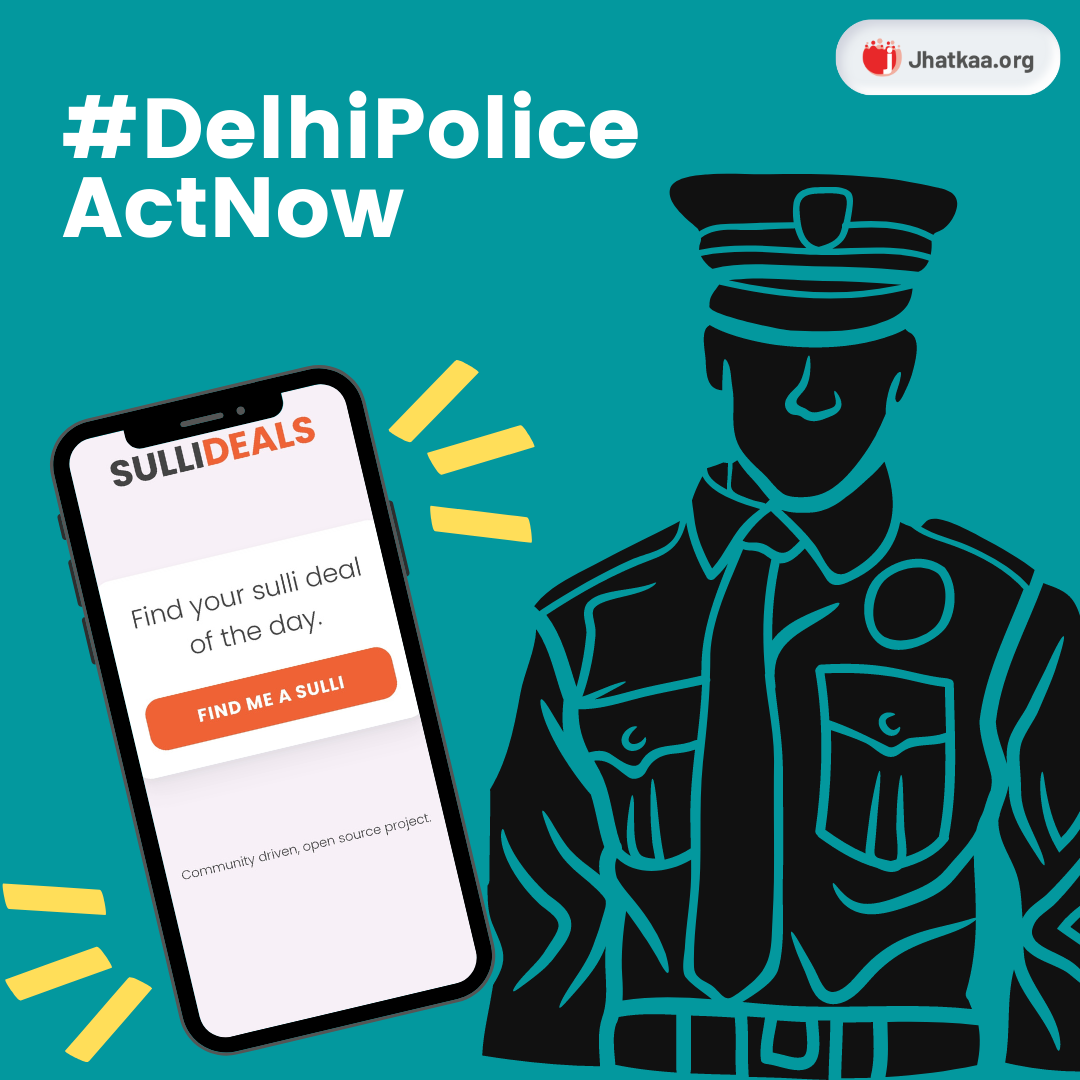 Jhatkaa.org
#DelhiPolice
ActNow
SULLIDEALS
Find your sulli deal
of the day.
FIND ME A SULLI
Community driven, open source project.